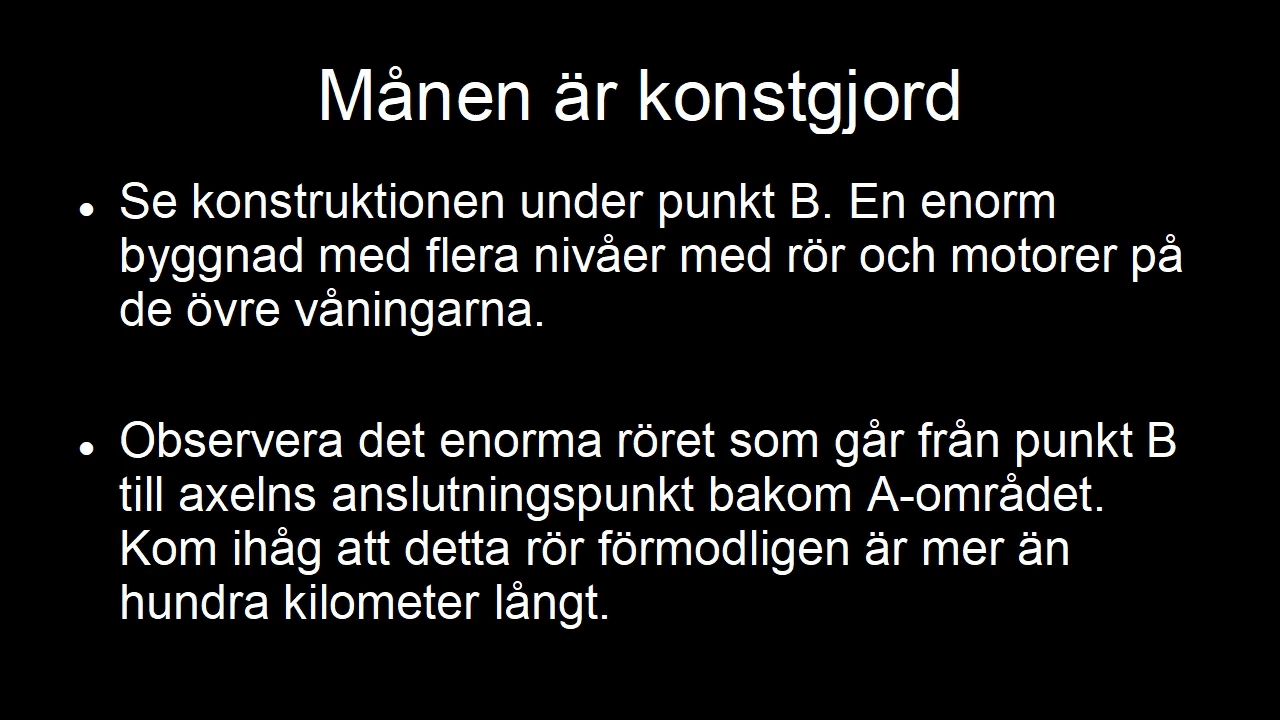 Månen är konstgjord
● Se konstruktionen under punkt B. En enorm
byggnad med flera nivåer med rör och motorer på
de övre våningarna.
● Observera det enorma röret som går från punkt B
till axelns anslutningspunkt bakom A-området.
Kom ihåg att detta rör förmodligen är mer än
hundra kilometer långt.